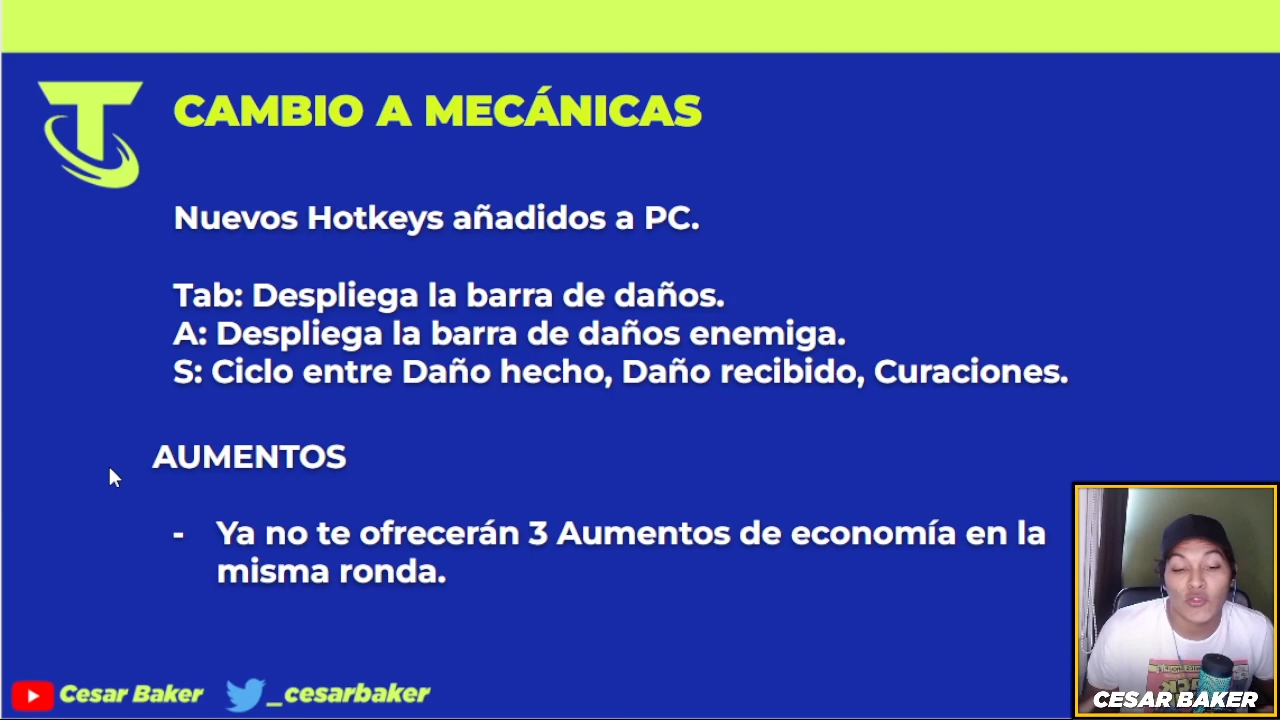 CAMBIO A MECÁNICAS
Nuevos Hotkeys añadidos a PC.
Tab: Despliega la barra de daños.
A: Despliega la barra de daños enemiga.
S: Ciclo entre Daño hecho, Daño recibido, Curaciones.
AUMENTOS
- Ya no te ofrecerán 3 Aumentos de economía en la
misma ronda.
Cesar Baker
_cesarbaker
CESAR BAKER